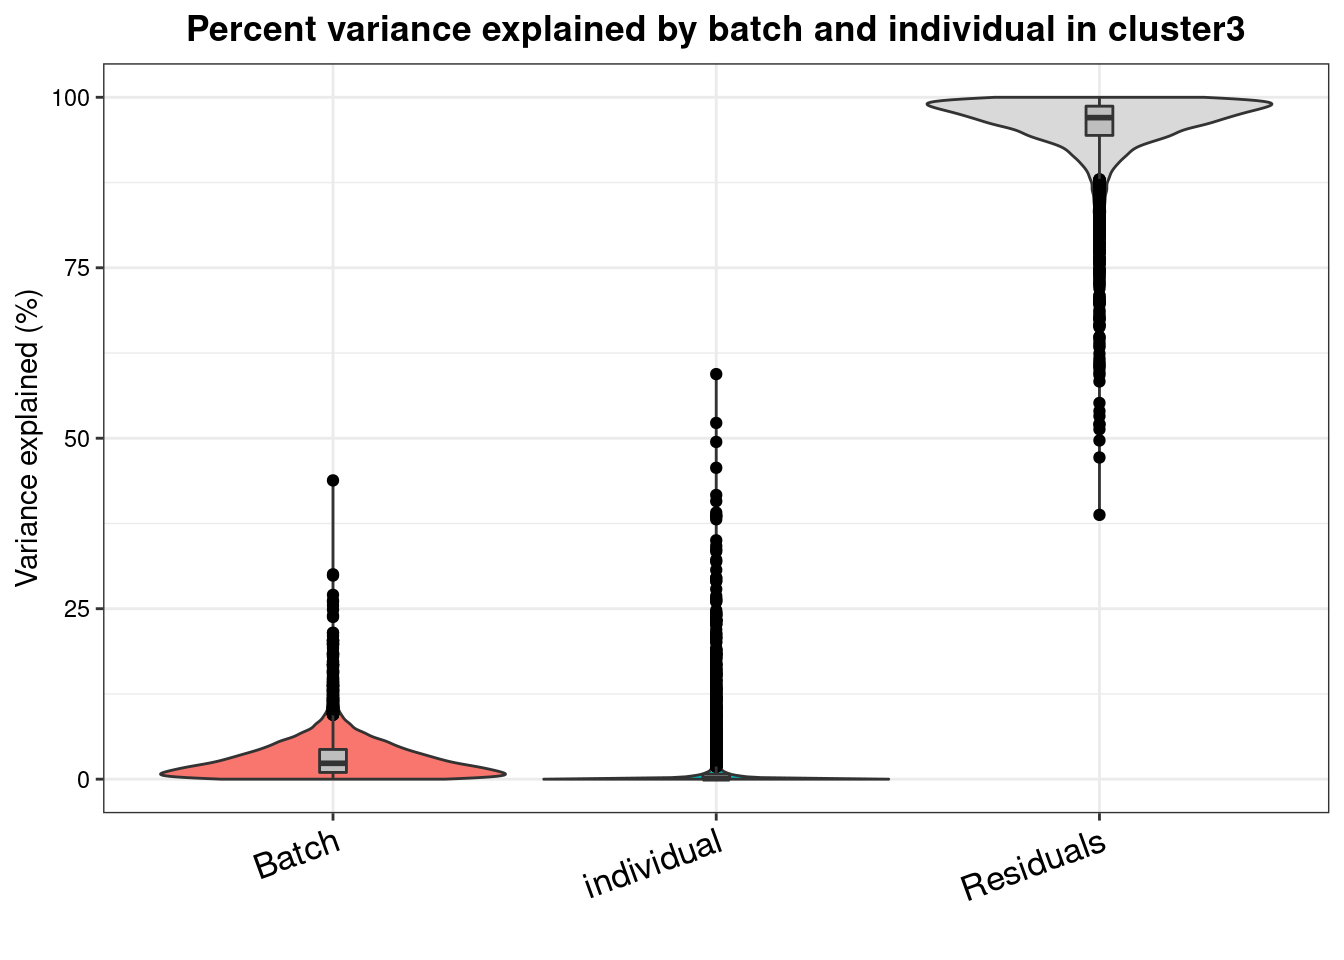 Percent variance explained by batch and individual in cluster3
Variance explained (%)
100
75
50
25
0
Batch
individual
Residuals